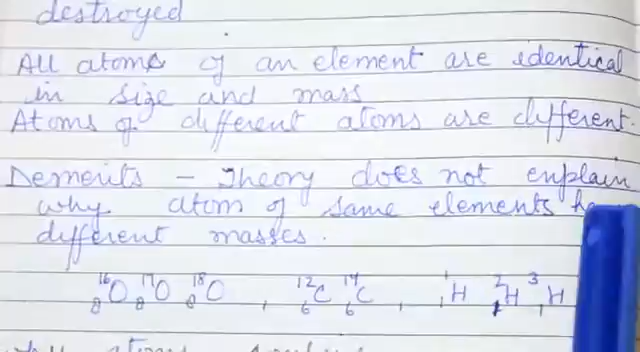 destroyed
All atoms of an element are identical
in size and mass
Atoms of different atoms are different.
Demerits - Theory does not explain
why atom of same elements
different masses.
¹⁶₈O ¹⁷₈O ¹⁸₈O , ¹²₆C ¹⁴₆C , ¹₁H ²₁H ³₁H
atoms